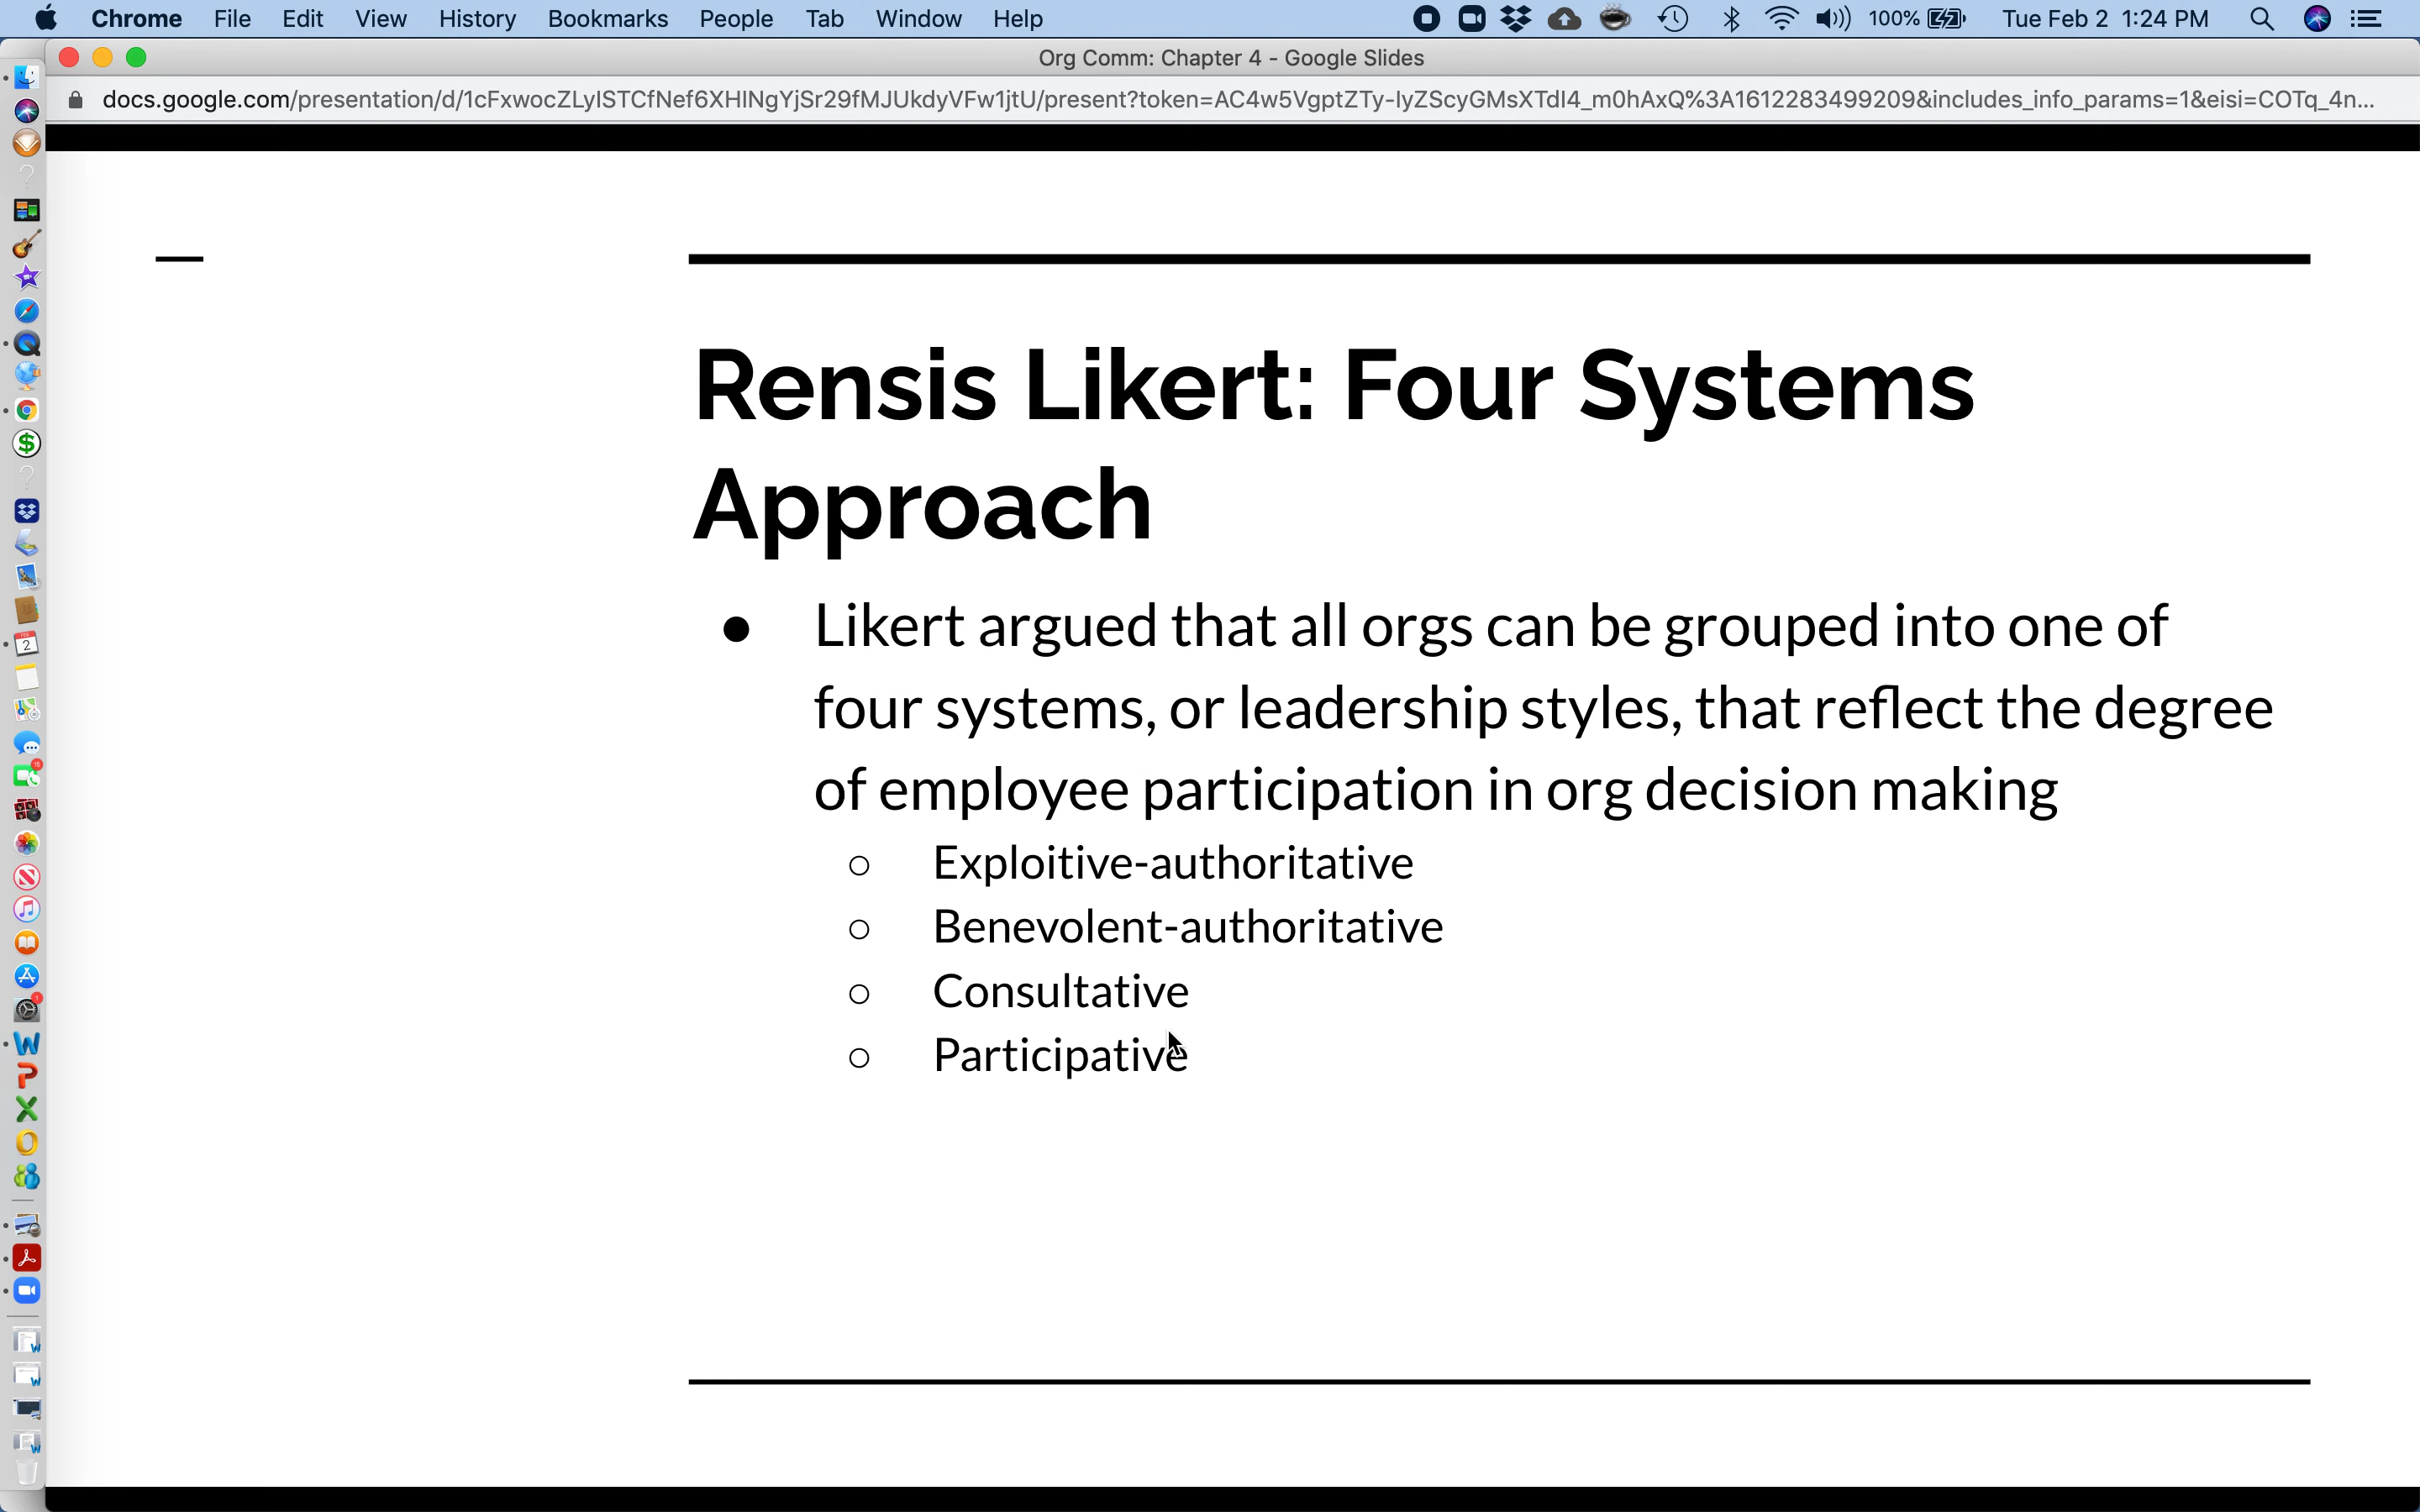 Chrome File Edit View History Bookmarks People Tab Window Help 100% Tue Feb 2 1:24 PM
Org Comm: Chapter 4 - Google Slides
docs.google.com/presentation/d/1cFxwocZLyISTCfNef6XHINgYjSr29fMJUkdyVFw1jtU/present?token=AC4w5VgptZTy-IyZScyGMsXTdI4_m0hAxQ%3A1612283499209&includes_info_params=1&eisi=COTq_4n...
Rensis Likert: Four Systems
Approach
● Likert argued that all orgs can be grouped into one of
four systems, or leadership styles, that reflect the degree
of employee participation in org decision making
○ Exploitive-authoritative
○ Benevolent-authoritative
○ Consultative
○ Participative